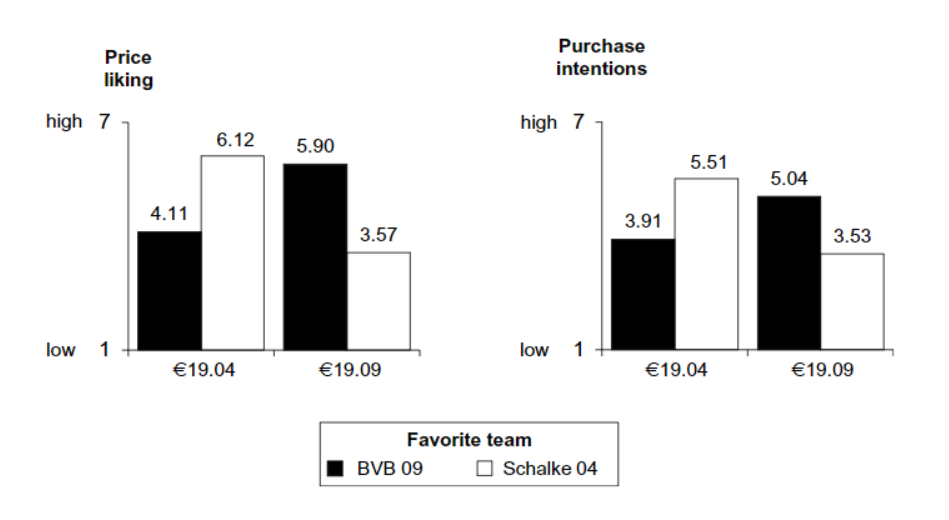 Price
liking
high 7
6.12
5.90
4.11
3.57
low 1
€19.04 €19.09
Purchase
intentions
high 7
5.51
5.04
3.91
3.53
low 1
€19.04 €19.09
Favorite team
BVB 09 Schalke 04